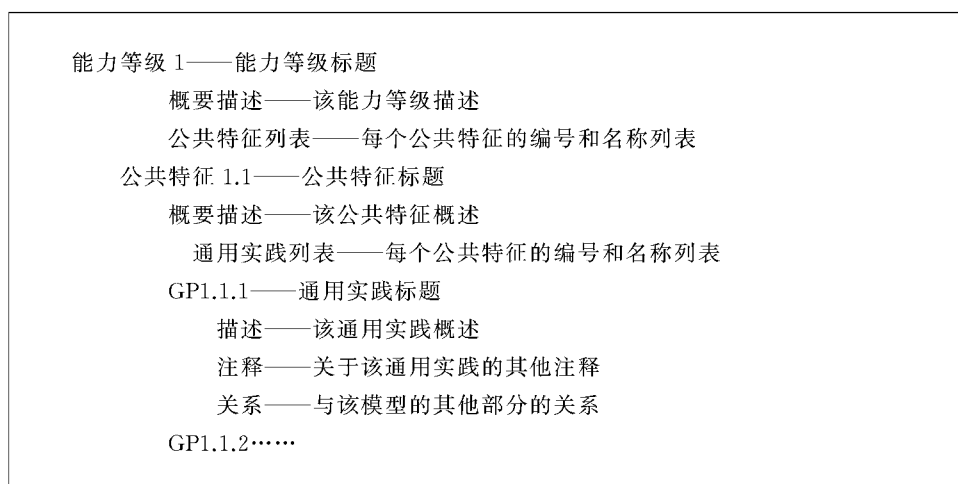 能力等级 1——能力等级标题
概要描述——该能力等级描述
公共特征列表——每个公共特征的编号和名称列表
公共特征 1.1——公共特征标题
概要描述——该公共特征概述
通用实践列表——每个公共特征的编号和名称列表
GP1.1.1——通用实践标题
描述——该通用实践概述
注释——关于该通用实践的其他注释
关系——与该模型的其他部分的关系
GP1.1.2……